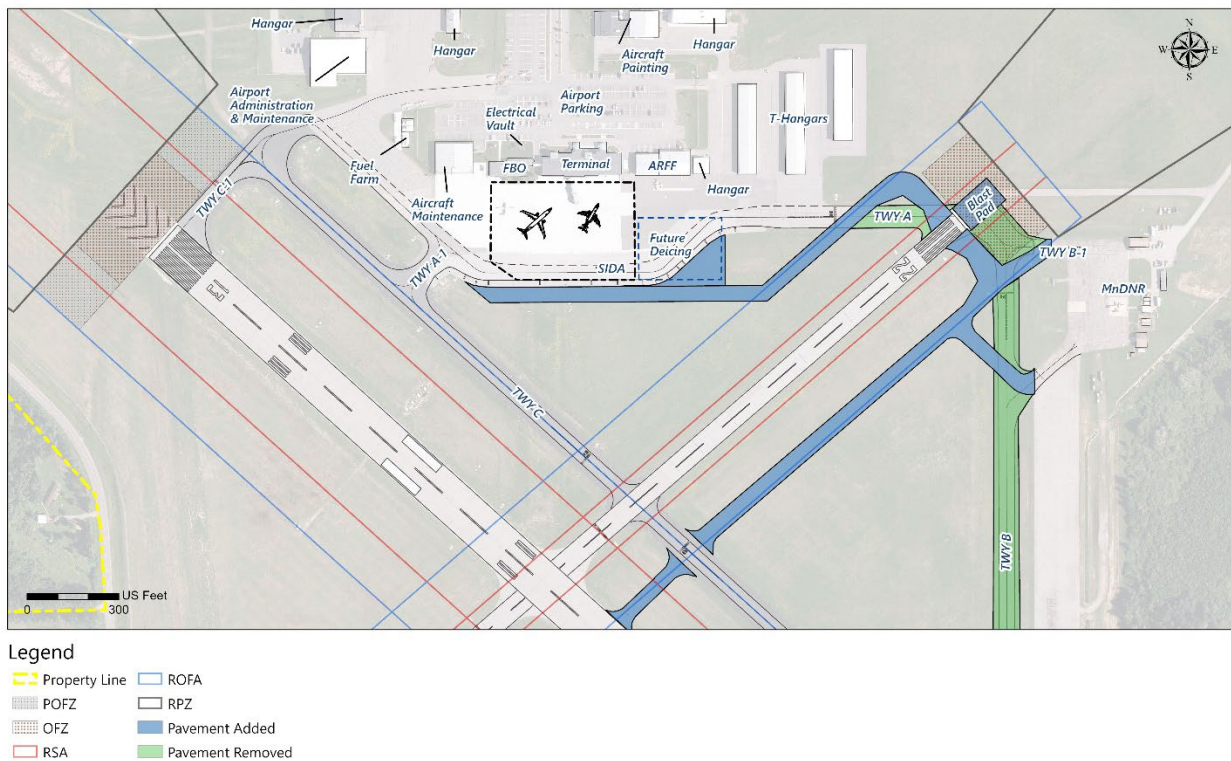 Hangar
Hangar
Aircraft
Painting
Hangar
N
W E
S
Airport
Administration
& Maintenance
Electrical
Vault
Airport
Parking
T-Hangars
Fuel
Farm
FBO
Terminal
ARFF
Hangar
Aircraft
Maintenance
TWY C-1
TWY A
Blast
Pad
Future
Deicing
TWY B-1
TWY A-1
SIDA
22
MnDNR
13
TWY C
TWY B
US Feet
0 300
Legend
Property Line
ROFA
POFZ
RPZ
OFZ
Pavement Added
RSA
Pavement Removed